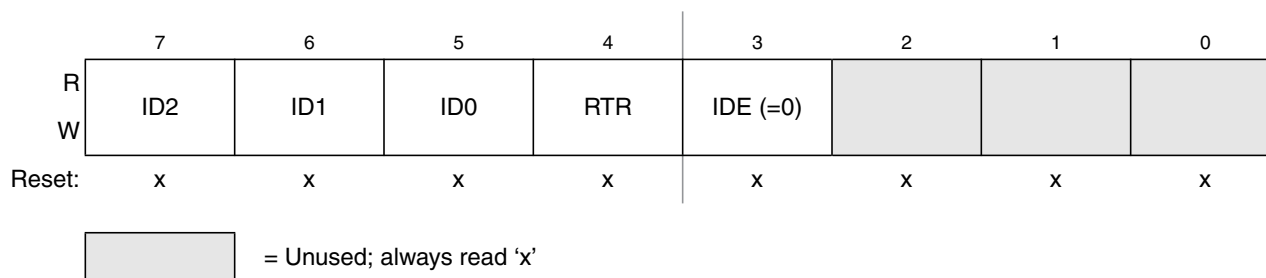 7 6 5 4 3 2 1 0
R
W
ID2 ID1 ID0 RTR IDE (=0)
Reset: x x x x x x x x
= Unused; always read ‘x’